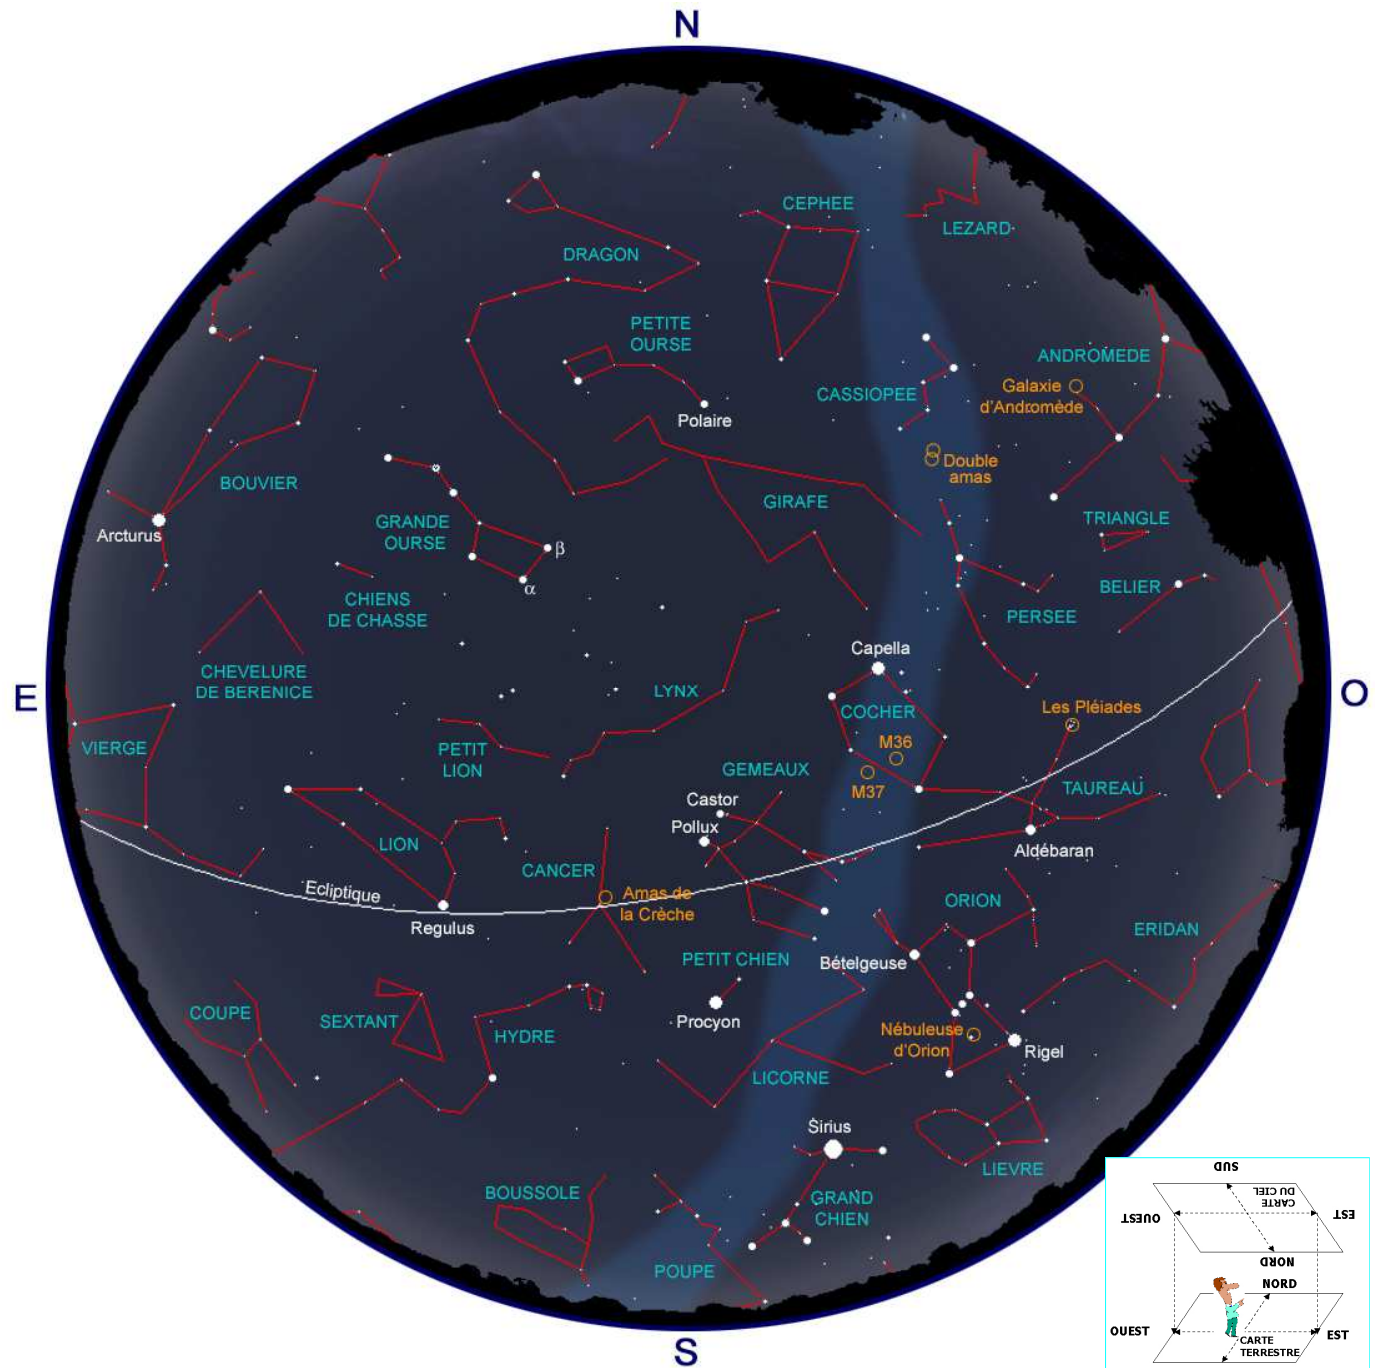 N
CEPHEE
LEZARD
DRAGON
PETITE
OURSE
ANDROMEDE
Galaxie
d'Andromède
CASSIOPEE
Polaire
Double
amas
BOUVIER
GIRAFE
TRIANGLE
Arcturus
GRANDE
OURSE
β
α
BELIER
CHIENS
DE CHASSE
PERSEE
Capella
CHEVELURE
DE BERENICE
LYNX
E
O
COCHER
Les Pléiades
VIERGE
PETIT
LION
M36
GEMEAUX
M37
TAUREAU
Castor
Pollux
LION
Aldébaran
CANCER
Ecliptique
Amas de
la Crèche
ORION
Regulus
ERIDAN
PETIT CHIEN
Bételgeuse
COUPE
SEXTANT
Procyon
HYDRE
Nébuleuse
d'Orion
Rigel
LICORNE
Sirius
LIEVRE
BOUSSOLE
GRAND
CHIEN
POUPE
S
SUD
CARTE
DU CIEL
OUEST
EST
NORD
NORD
OUEST
EST
CARTE
TERRESTRE